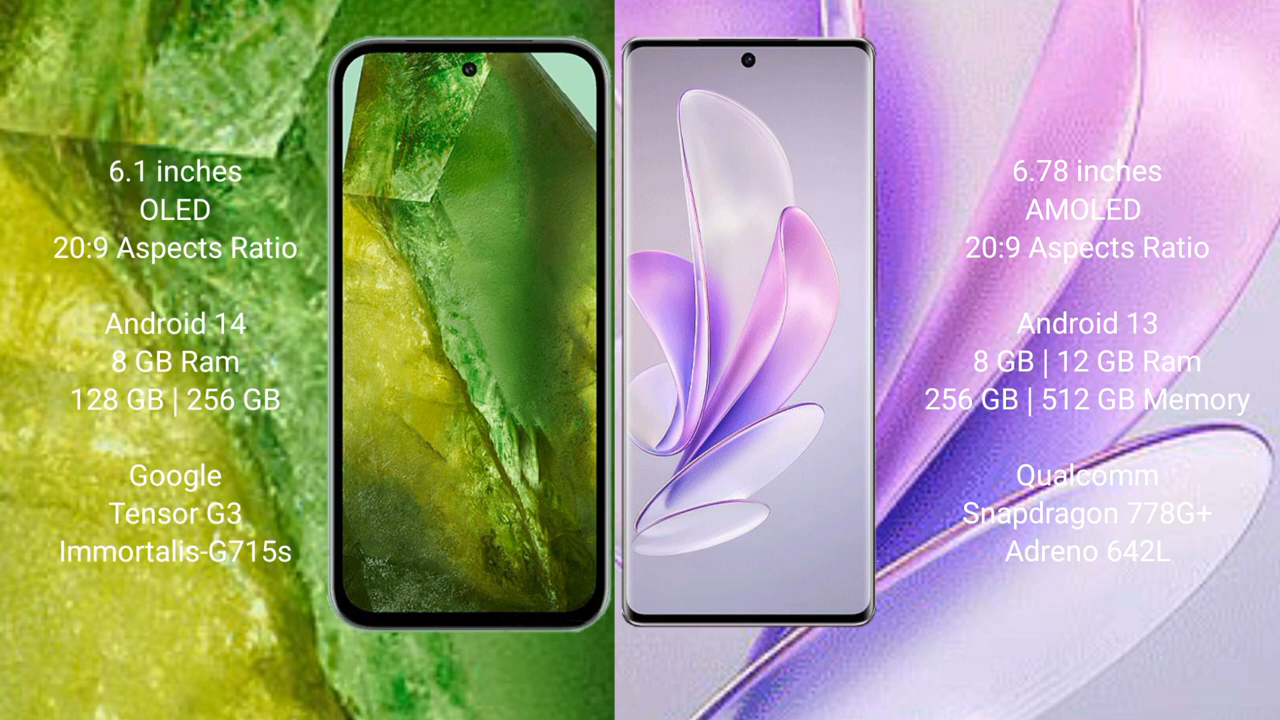 6.1 inches
OLED
20:9 Aspects Ratio
Android 14
8 GB Ram
128 GB | 256 GB
Google
Tensor G3
Immortalis-G715s
6.78 inches
AMOLED
20:9 Aspects Ratio
Android 13
8 GB | 12 GB Ram
256 GB | 512 GB Memory
Qualcomm
Snapdragon 778G+
Adreno 642L